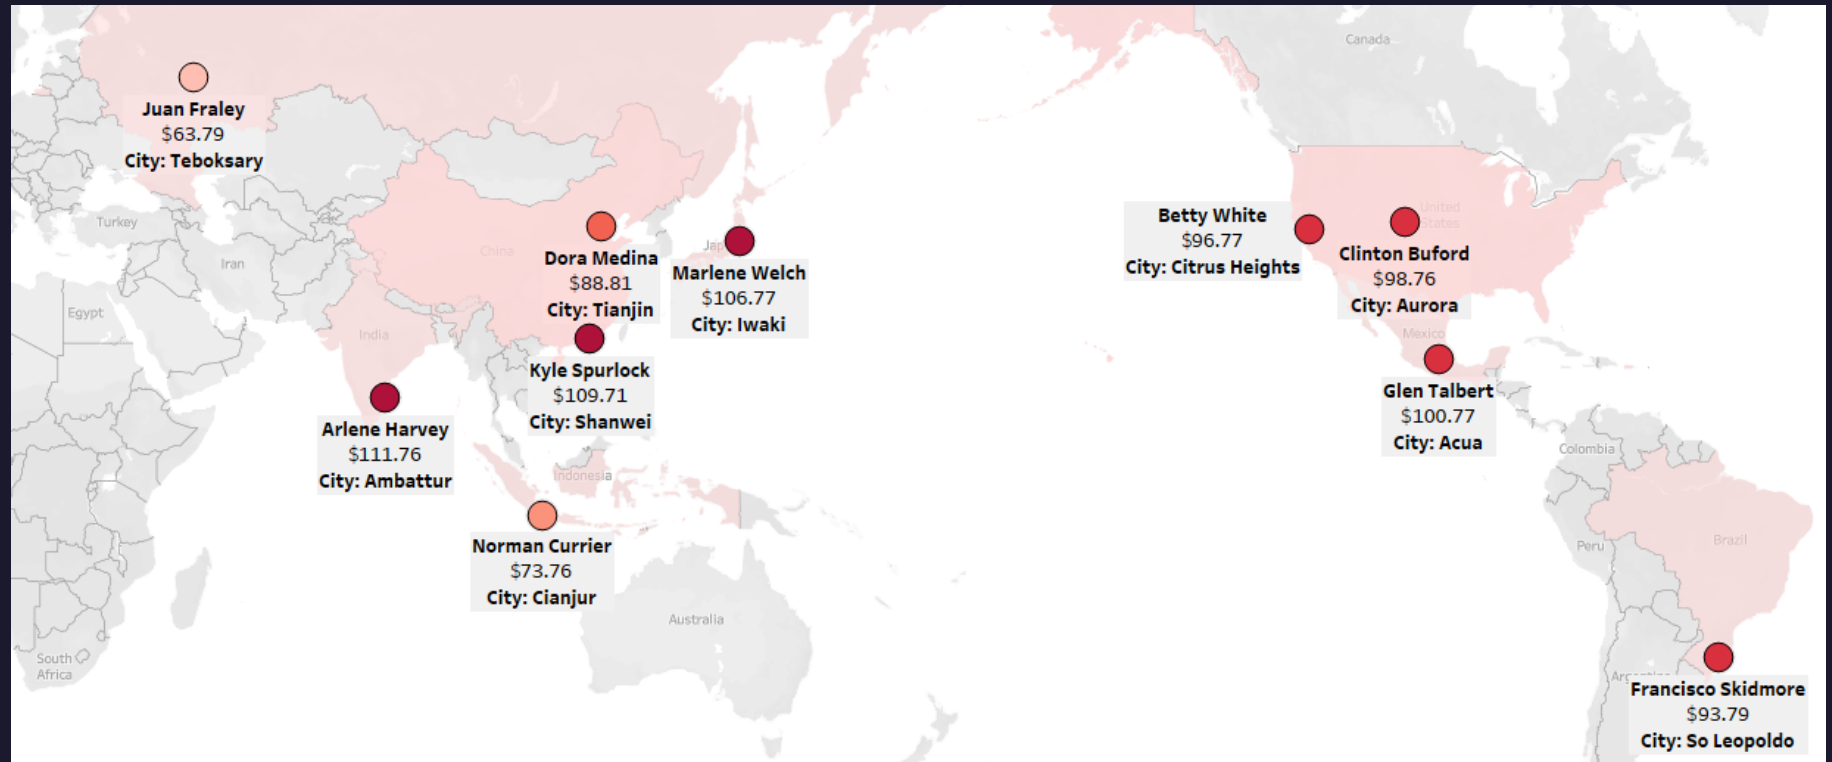 Canada
Juan Fraley
$63.79
City: Teboksary
Turkey
Iran
Egypt
China
India
Dora Medina
$88.81
City: Tianjin
Marlene Welch
$106.77
City: Iwaki
Kyle Spurlock
$109.71
City: Shanwei
Arlene Harvey
$111.76
City: Ambattur
Indonesia
Norman Currier
$73.76
City: Cianjur
Australia
South
Africa
Betty White
$96.77
City: Citrus Heights
United
States
Clinton Buford
$98.76
City: Aurora
Mexico
Glen Talbert
$100.77
City: Acua
Colombia
Peru
Brazil
Francisco Skidmore
$93.79
City: So Leopoldo